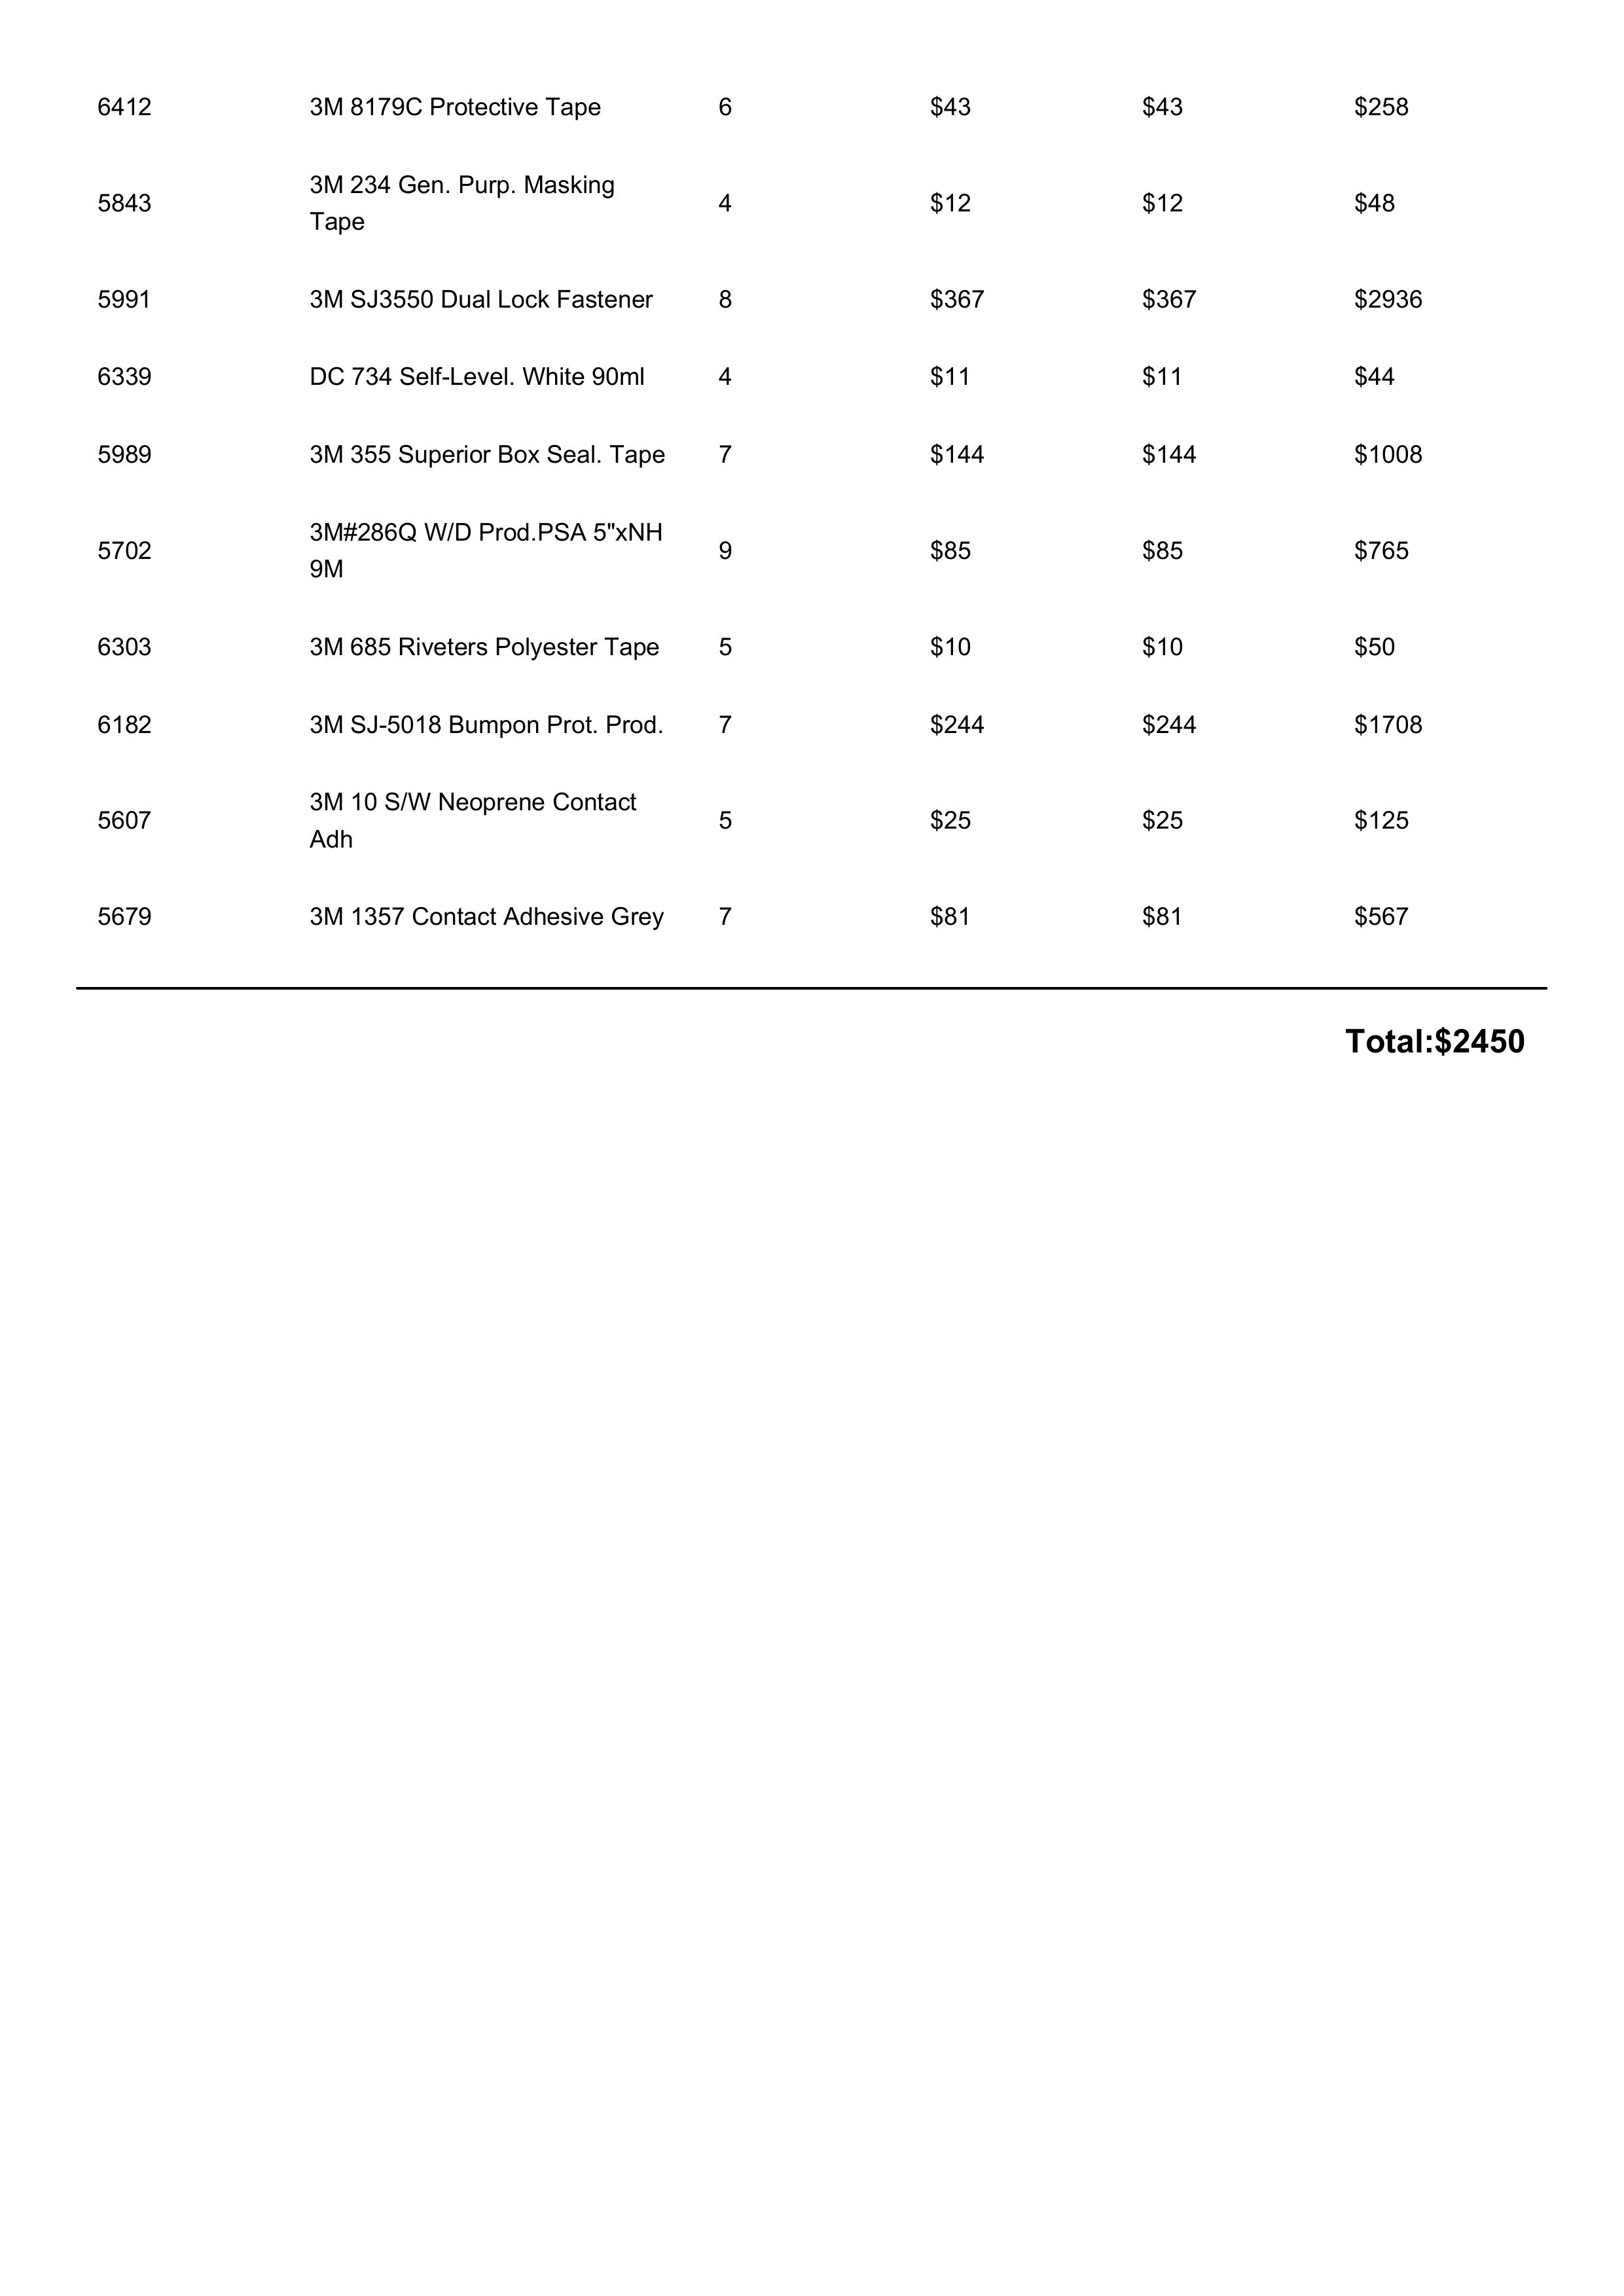 6412 3M 8179C Protective Tape 6 $43 $43 $258
3M 234 Gen. Purp. Masking
5843 4 $12 $12 $48
Tape
5991 3M SJ3550 Dual Lock Fastener 8 $367 $367 $2936
6339 DC 734 Self-Level. White 90ml 4 $11 $11 $44
5989 3M 355 Superior Box Seal. Tape 7 $144 $144 $1008
3M#286Q W/D Prod.PSA 5"xNH
5702 9 $85 $85 $765
9M
6303 3M 685 Riveters Polyester Tape 5 $10 $10 $50
6182 3M SJ-5018 Bumpon Prot. Prod. 7 $244 $244 $1708
3M 10 S/W Neoprene Contact
5607 5 $25 $25 $125
Adh
5679 3M 1357 Contact Adhesive Grey 7 $81 $81 $567
Total:$2450